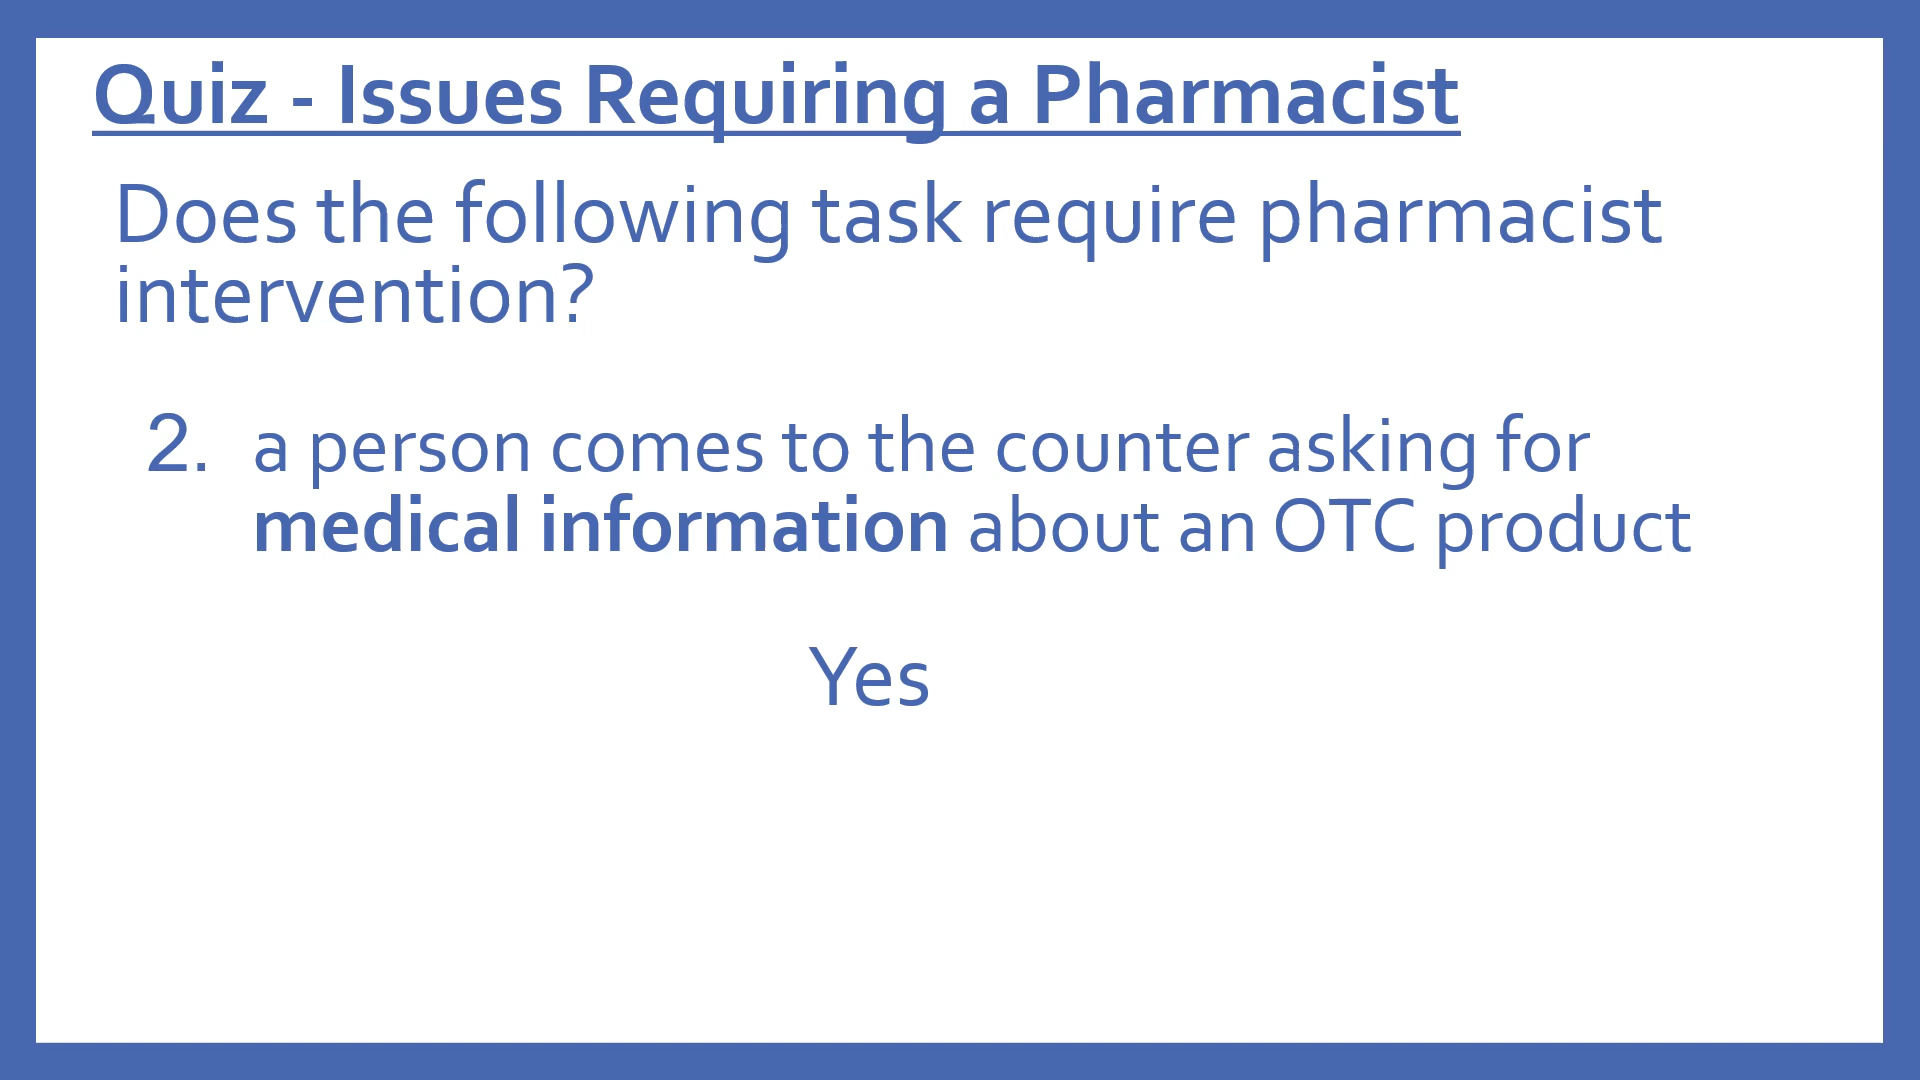 Quiz - Issues Requiring a Pharmacist
Does the following task require pharmacist
intervention?
2. a person comes to the counter asking for
medical information about an OTC product
Yes